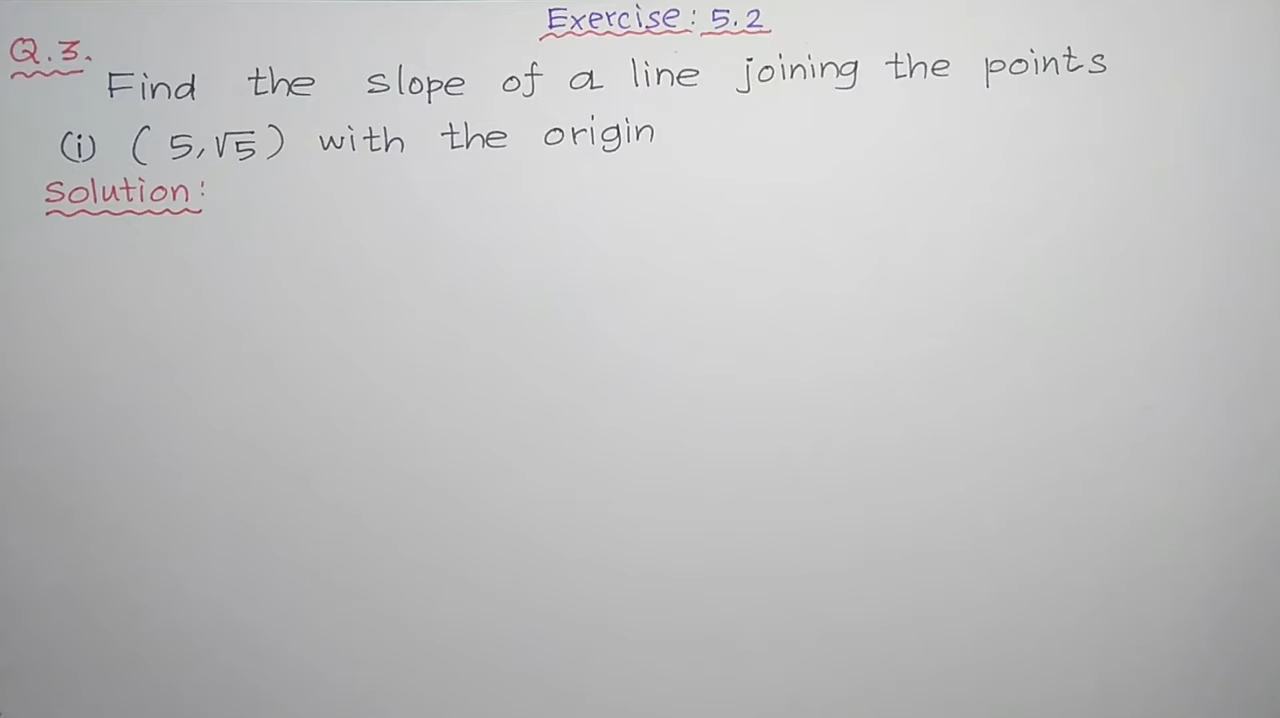 Exercise: 5.2
Q.3.
Find the slope of a line joining the points
(i) (5,√5) with the origin
Solution: